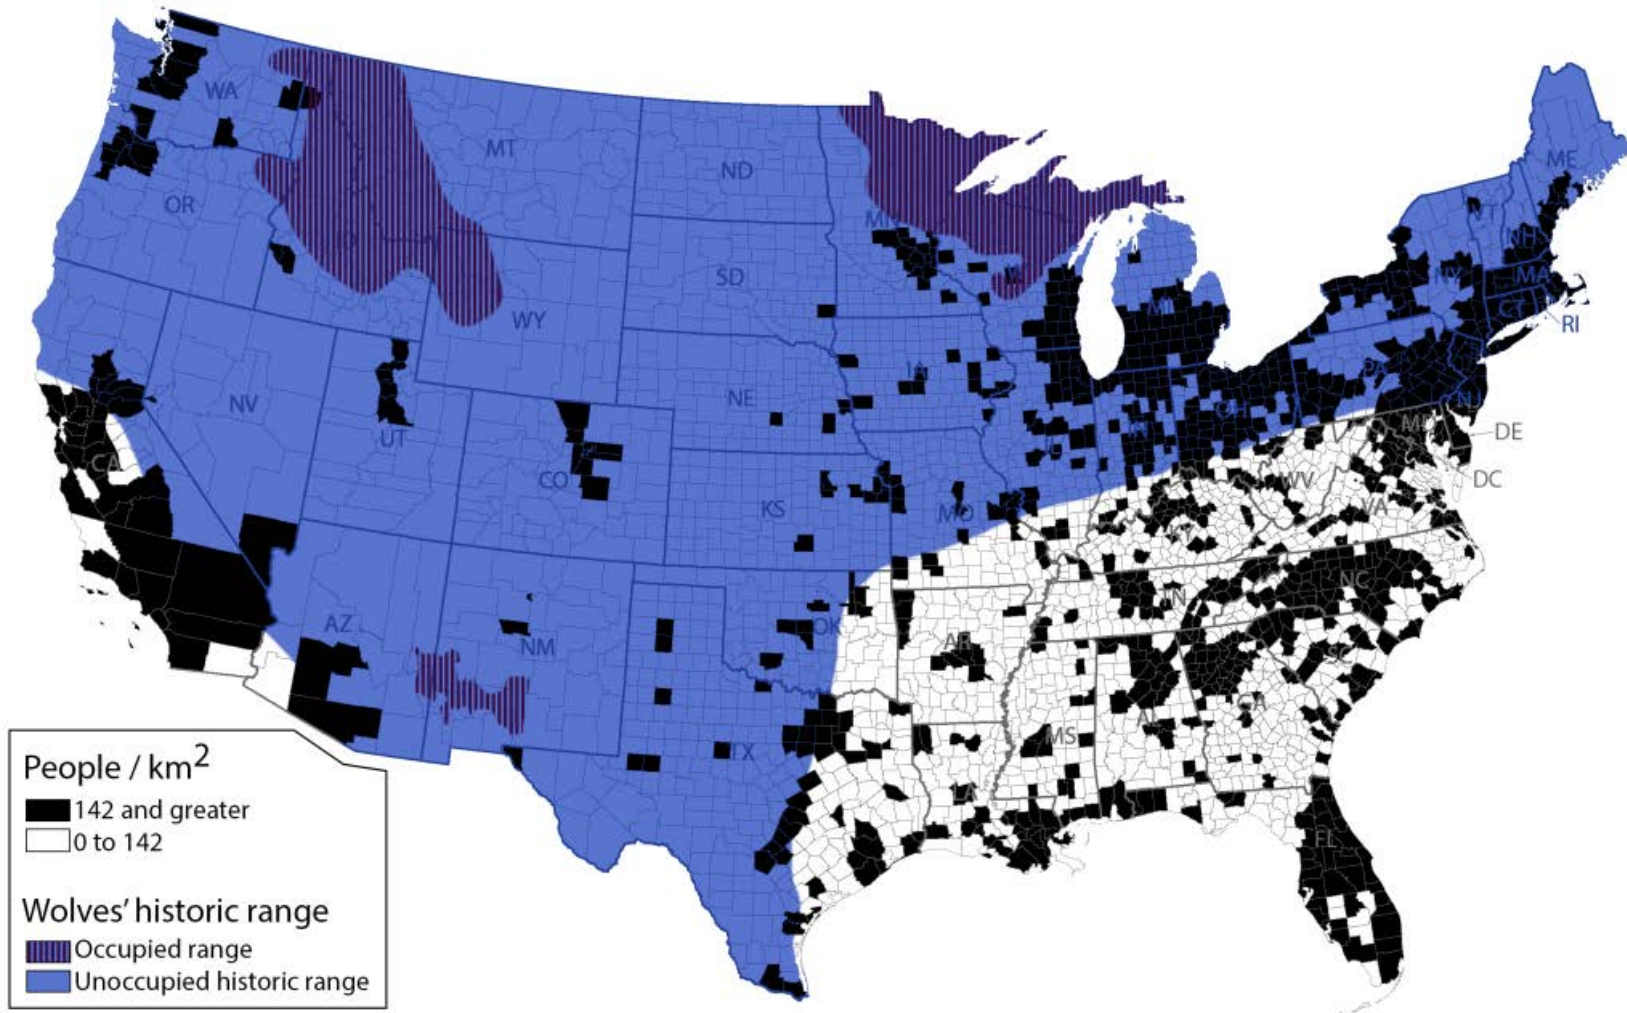 WA
MT
ND
ME
OR
MN
VT
ID
NH
SD
WI
NY
MA
WY
MI
CT
RI
IA
PA
NE
NV
OH
NJ
UT
IL
IN
MD
DE
CA
CO
WV
DC
KS
MO
VA
KY
NC
AZ
OK
TN
NM
AR
SC
GA
AL
MS
TX
LA
FL
People / km2
142 and greater
0 to 142
Wolves' historic range
Occupied range
Unoccupied historic range